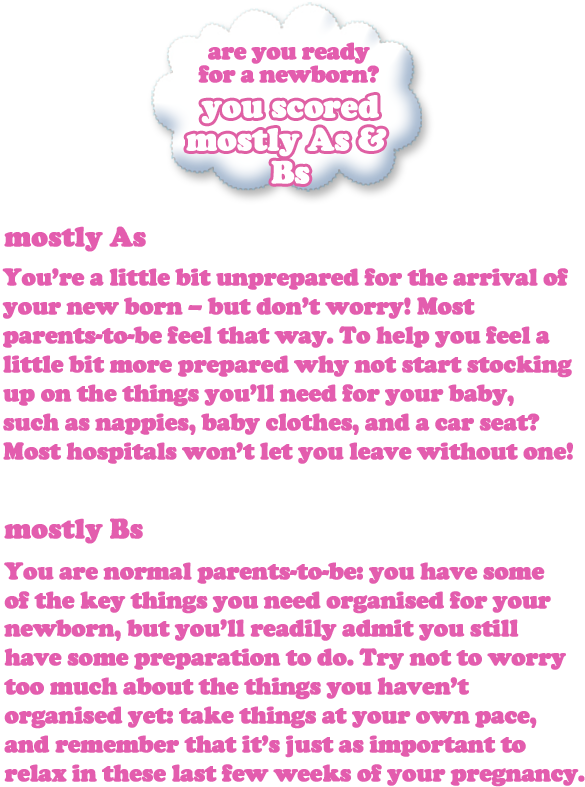 are you ready
for a newborn?
you scored
mostly As &
Bs
mostly As
You're a little bit unprepared for the arrival of
your new born – but don't worry! Most
parents-to-be feel that way. To help you feel a
little bit more prepared why not start stocking
up on the things you'll need for your baby,
such as nappies, baby clothes, and a car seat?
Most hospitals won't let you leave without one!
mostly Bs
You are normal parents-to-be: you have some
of the key things you need organised for your
newborn, but you'll readily admit you still
have some preparation to do. Try not to worry
too much about the things you haven't
organised yet: take things at your own pace,
and remember that it's just as important to
relax in these last few weeks of your pregnancy.